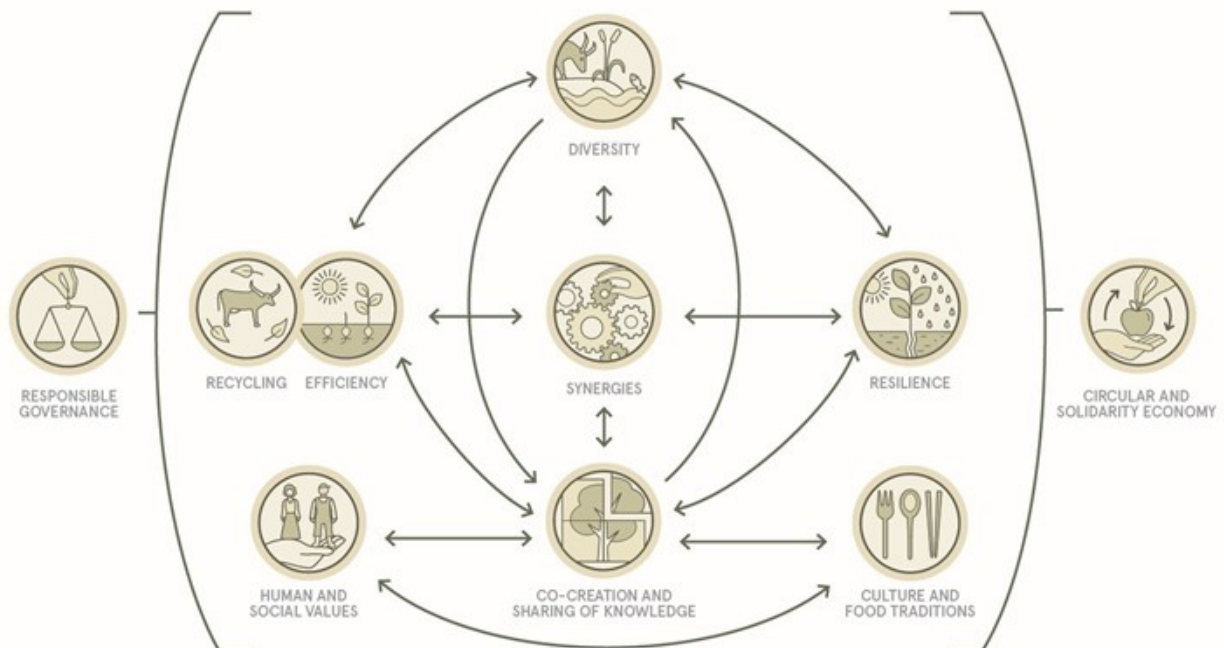 DIVERSITY
RECYCLING
EFFICIENCY
SYNERGIES
RESILIENCE
RESPONSIBLE
GOVERNANCE
CIRCULAR AND
SOLIDARITY ECONOMY
HUMAN AND
SOCIAL VALUES
CO-CREATION AND
SHARING OF KNOWLEDGE
CULTURE AND
FOOD TRADITIONS